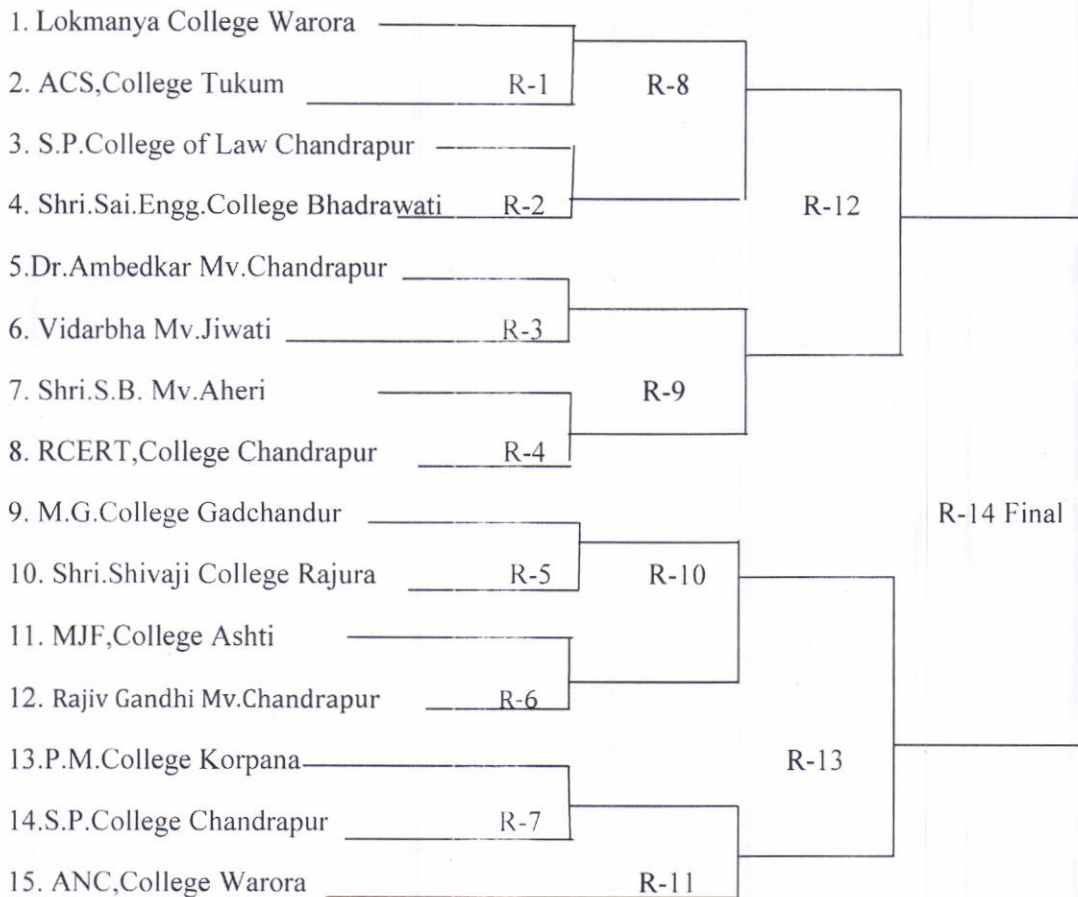 1. Lokmanya College Warora
2. ACS,College Tukum R-1 R-8
3. S.P.College of Law Chandrapur
4. Shri.Sai.Engg.College Bhadrawati R-2 R-12
5.Dr.Ambedkar Mv.Chandrapur
6. Vidarbha Mv.Jiwati R-3
7. Shri.S.B. Mv.Aheri R-9
8. RCERT,College Chandrapur R-4
9. M.G.College Gadchandur R-14 Final
10. Shri.Shivaji College Rajura R-5 R-10
11. MJF,College Ashti
12. Rajiv Gandhi Mv.Chandrapur R-6
13.P.M.College Korpana R-13
14.S.P.College Chandrapur R-7
15. ANC,College Warora R-11